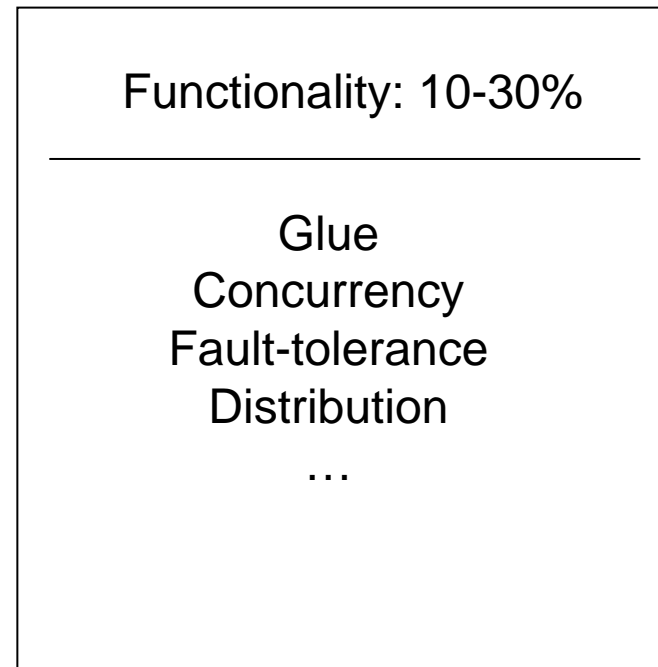 Functionality: 10-30%
Glue
Concurrency
Fault-tolerance
Distribution
…